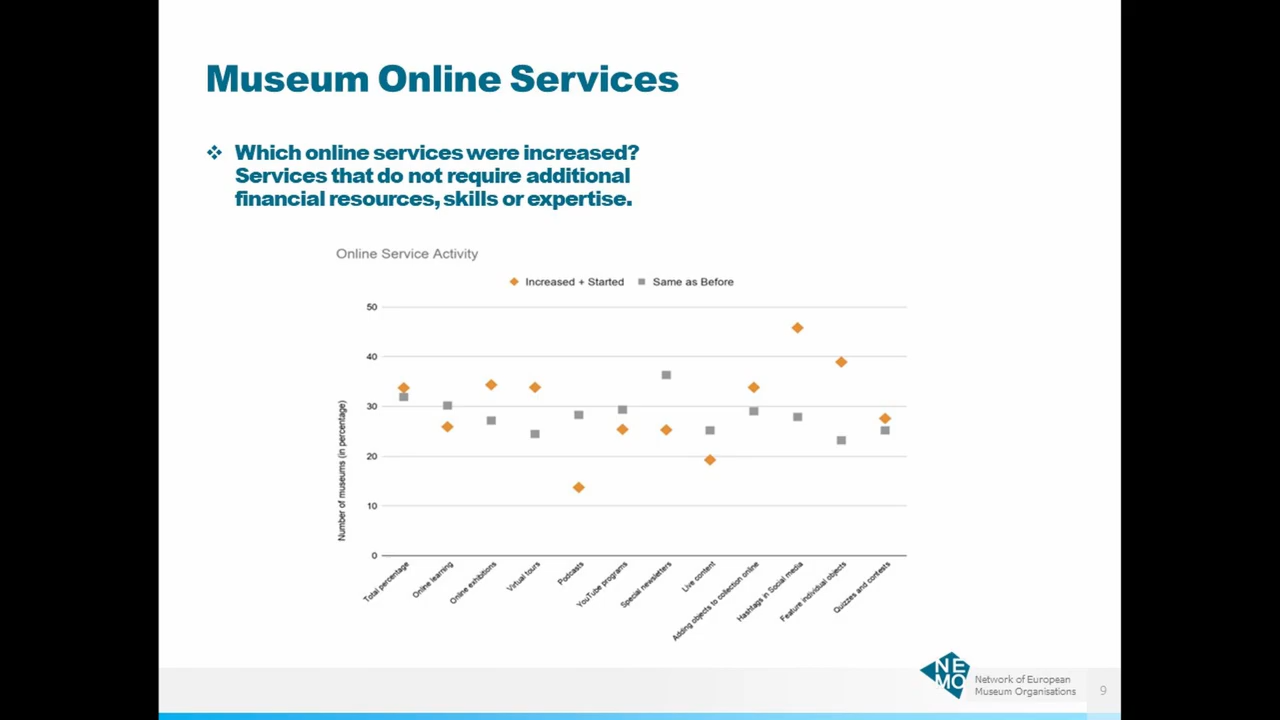 Museum Online Services
❖ Which online services were increased?
Services that do not require additional
financial resources, skills or expertise.
Online Service Activity
Increased + Started
Same as Before
Number of museums (in percentage)
50
40
30
20
10
0
Total percentage
Online learning
Online exhibitions
Virtual tours
Podcasts
YouTube programs
Special newsletters
Live content
Adding objects to collection online
Hashtags in Social media
Feature individual objects
Quizzes and contests
NE
MO
Network of European
Museum Organisations
9